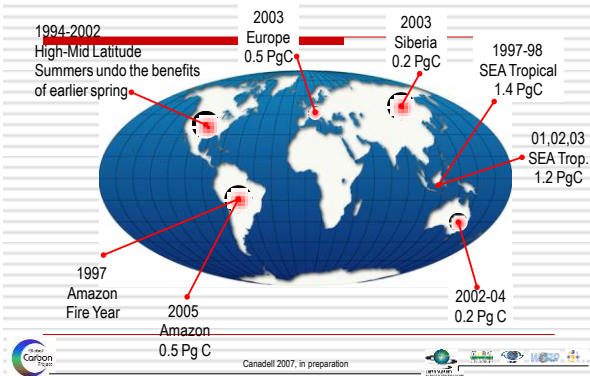 1994-2002
High-Mid Latitude
Summers undo the benefits
of earlier spring
2003
Europe
0.5 PgC
2003
Siberia
0.2 PgC
1997-98
SEA Tropical
1.4 PgC
01,02,03
SEA Trop.
1.2 PgC
1997
Amazon
Fire Year
2005
Amazon
0.5 Pg C
2002-04
0.2 Pg C
Global
Carbon
Project
Canadell 2007, in preparation